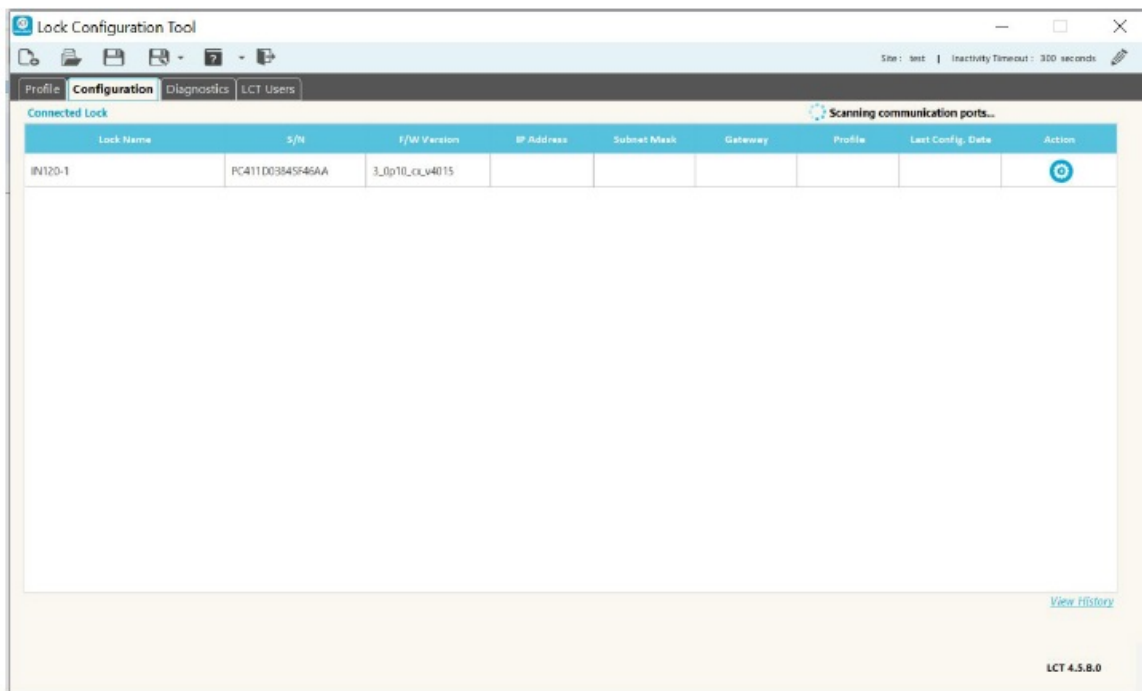 Lock Configuration Tool
Site: test | Inactivity Timeout: 300 seconds
Profile Configuration Diagnostics LCT Users
Connected Lock Scanning communication ports...
Lock Name S/N F/W Version IP Address Subnet Mask Gateway Profile Last Config. Date Action
IN120-1 PC411D03845F46AA 3_0p10_cx_v4015
View History
LCT 4.5.8.0